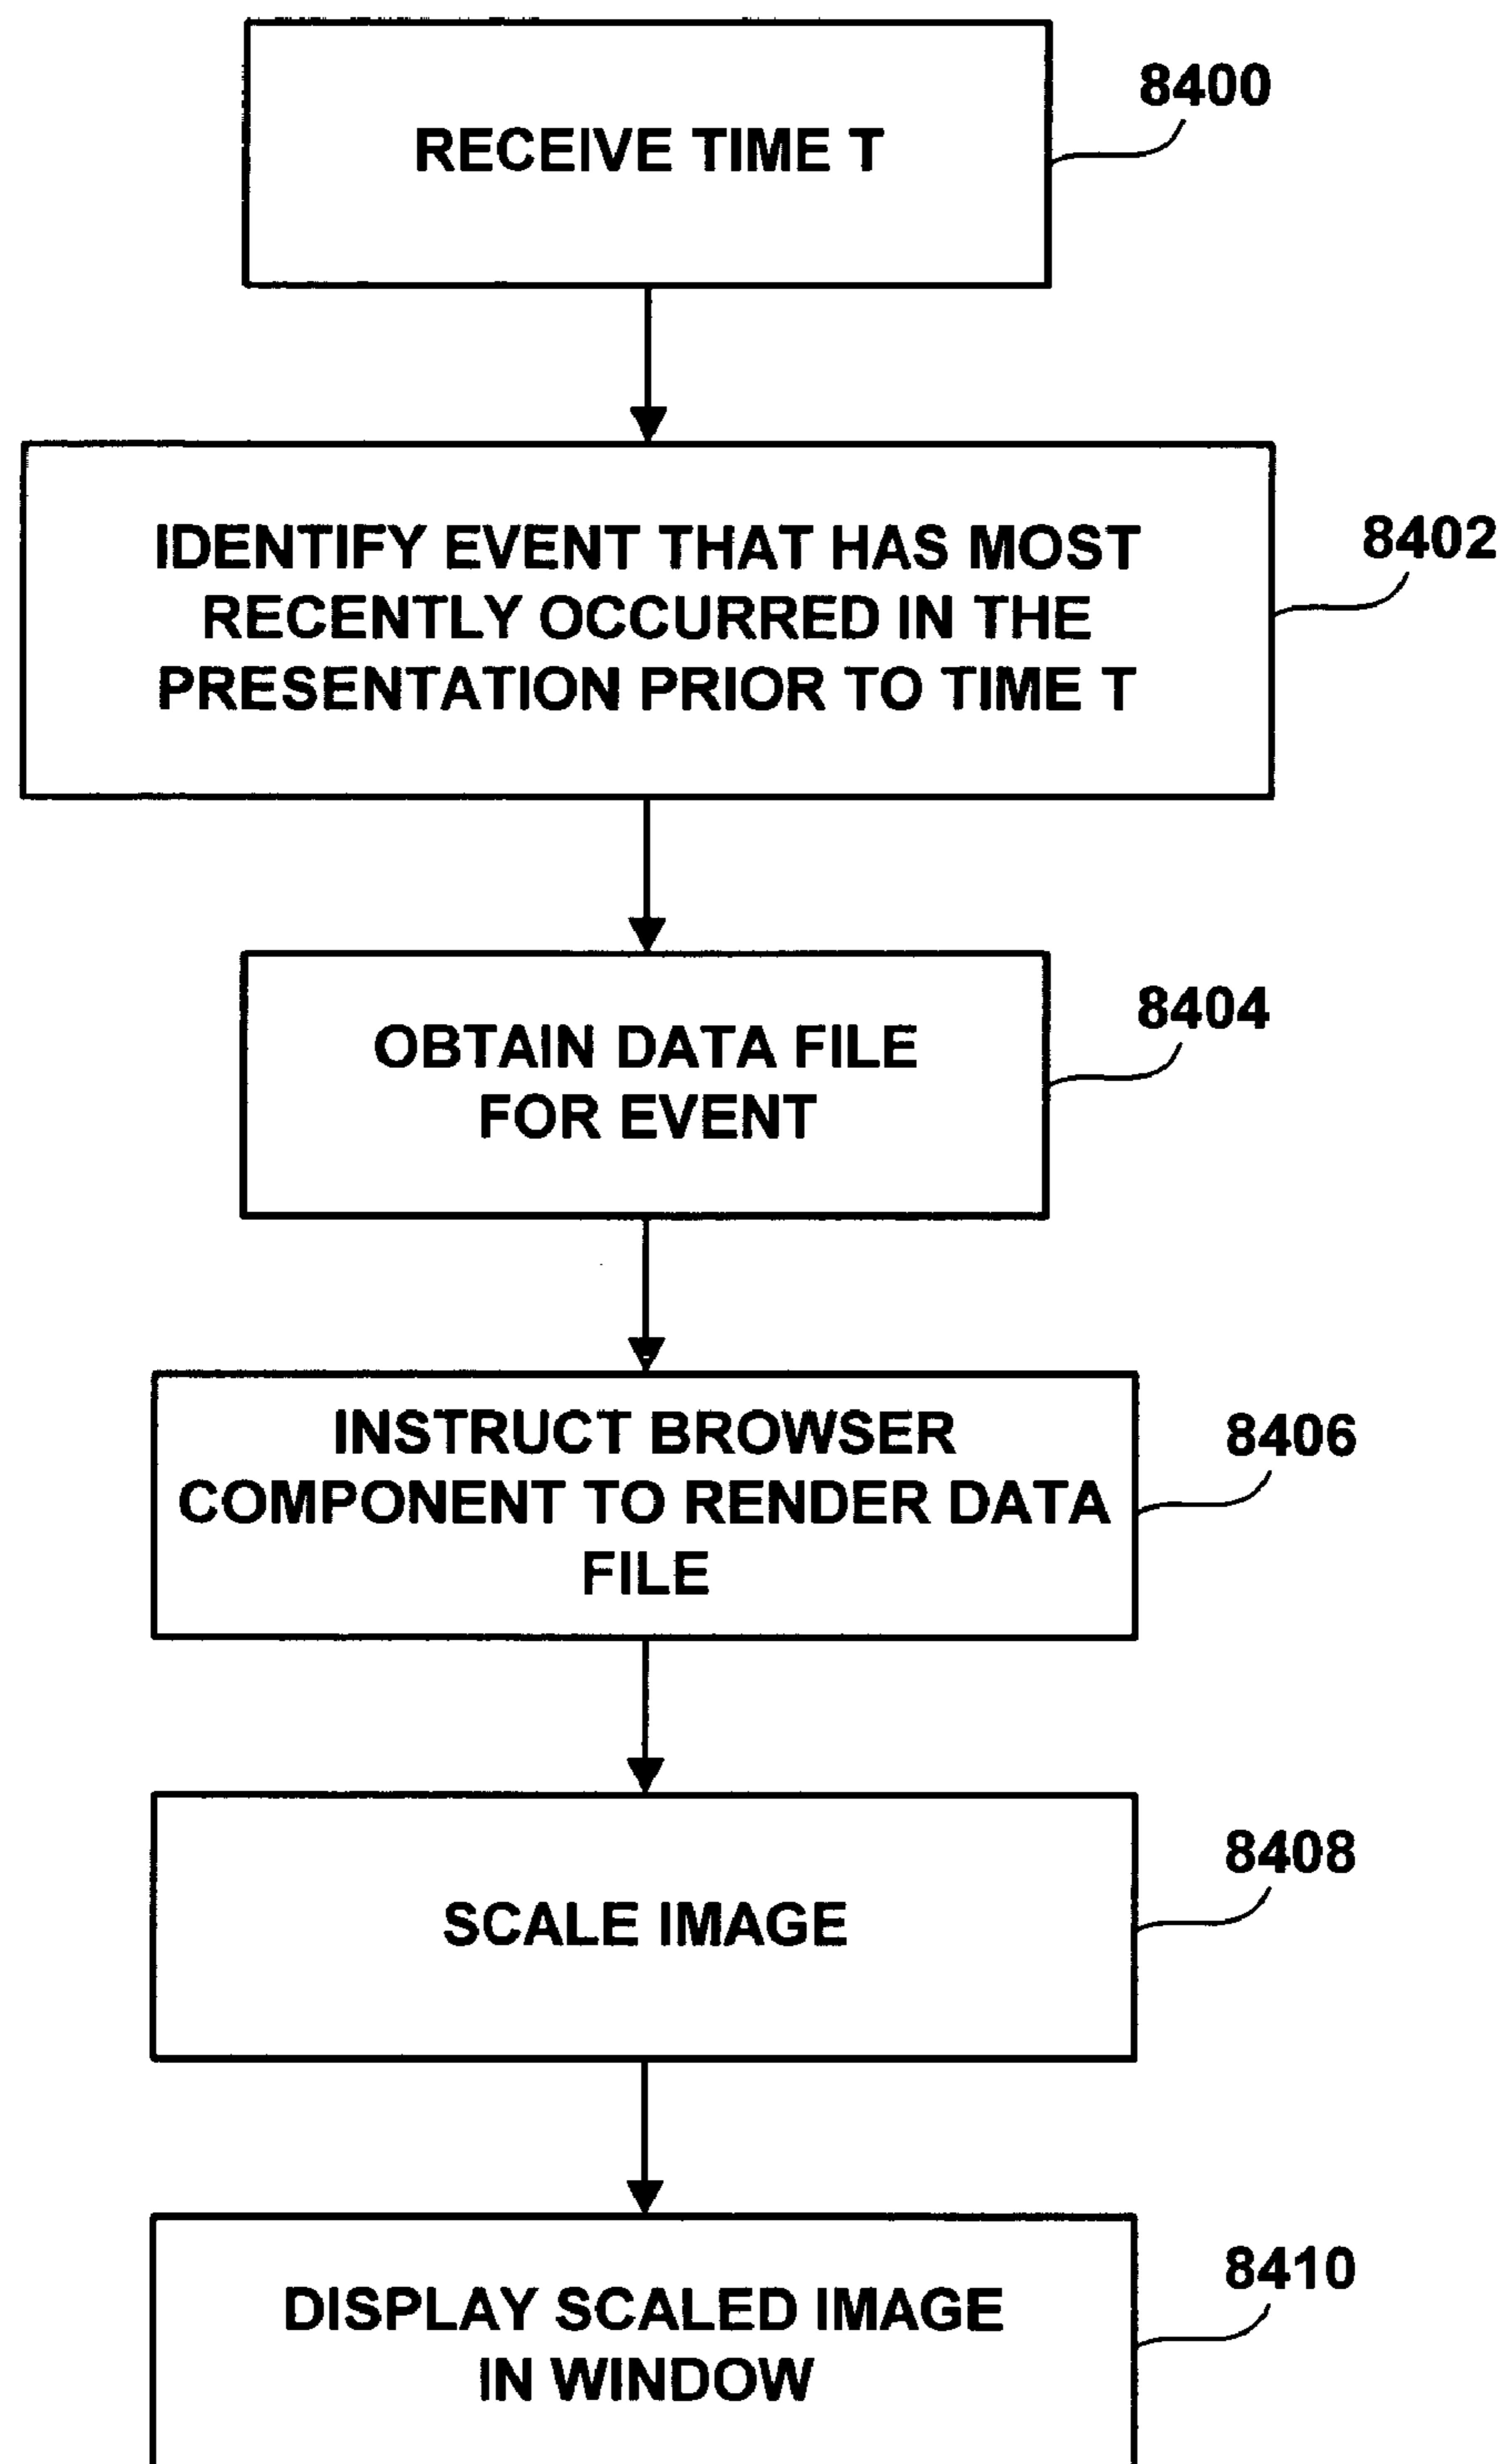 RECEIVE TIME T
8400
IDENTIFY EVENT THAT HAS MOST
RECENTLY OCCURRED IN THE
PRESENTATION PRIOR TO TIME T
8402
OBTAIN DATA FILE
FOR EVENT
8404
INSTRUCT BROWSER
COMPONENT TO RENDER DATA
FILE
8406
SCALE IMAGE
8408
DISPLAY SCALED IMAGE
IN WINDOW
8410